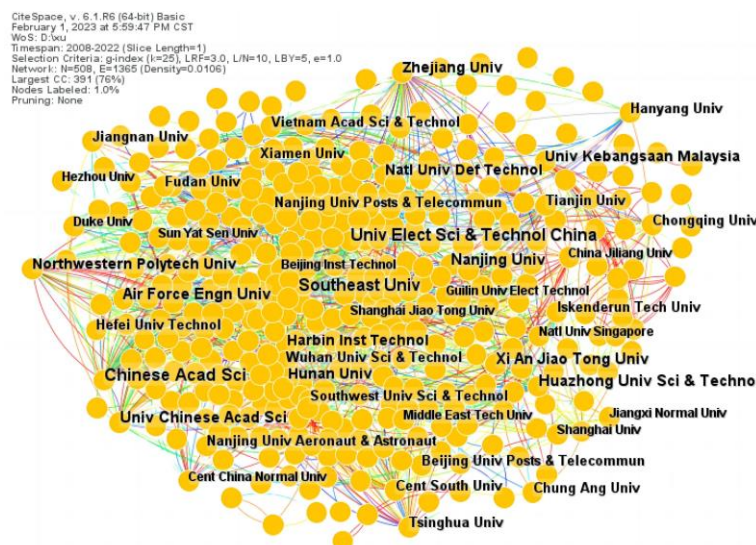 CiteSpace, v. 6.1.R6 (64-bit) Basic
February 1, 2023 at 5:59:47 PM CST
WoS: D:\xu
Timespan: 2008-2022 (Slice Length=1)
Selection Criteria: g-index (k=25), LRF=3.0, L/N=10, LBY=5, e=1.0
Network: N=508, E=1365 (Density=0.0106)
Largest CC: 391 (76%)
Nodes Labeled: 1.0%
Pruning: None
Zhejiang Univ
Hanyang Univ
Vietnam Acad Sci & Technol
Jiangnan Univ
Xiamen Univ
Univ Kebangsaan Malaysia
Natl Univ Def Technol
Hezhou Univ
Fudan Univ
Tianjin Univ
Nanjing Univ Posts & Telecommun
Duke Univ
Chongqing Univ
Sun Yat Sen Univ
Univ Elect Sci & Technol China
China Jiliang Univ
Northwestern Polytech Univ
Beijing Inst Technol
Nanjing Univ
Southeast Univ
Guilin Univ Elect Technol
Air Force Engn Univ
Shanghai Jiao Tong Univ
Iskenderun Tech Univ
Hefei Univ Technol
Natl Univ Singapore
Harbin Inst Technol
Wuhan Univ Sci & Technol
Xi An Jiao Tong Univ
Chinese Acad Sci
Hunan Univ
Huazhong Univ Sci & Techno
Southwest Univ Sci & Technol
Univ Chinese Acad Sci
Middle East Tech Univ
Jiangxi Normal Univ
Shanghai Univ
Nanjing Univ Aeronaut & Astronaut
Beijing Univ Posts & Telecommun
Cent China Normal Univ
Cent South Univ
Chung Ang Univ
Tsinghua Univ